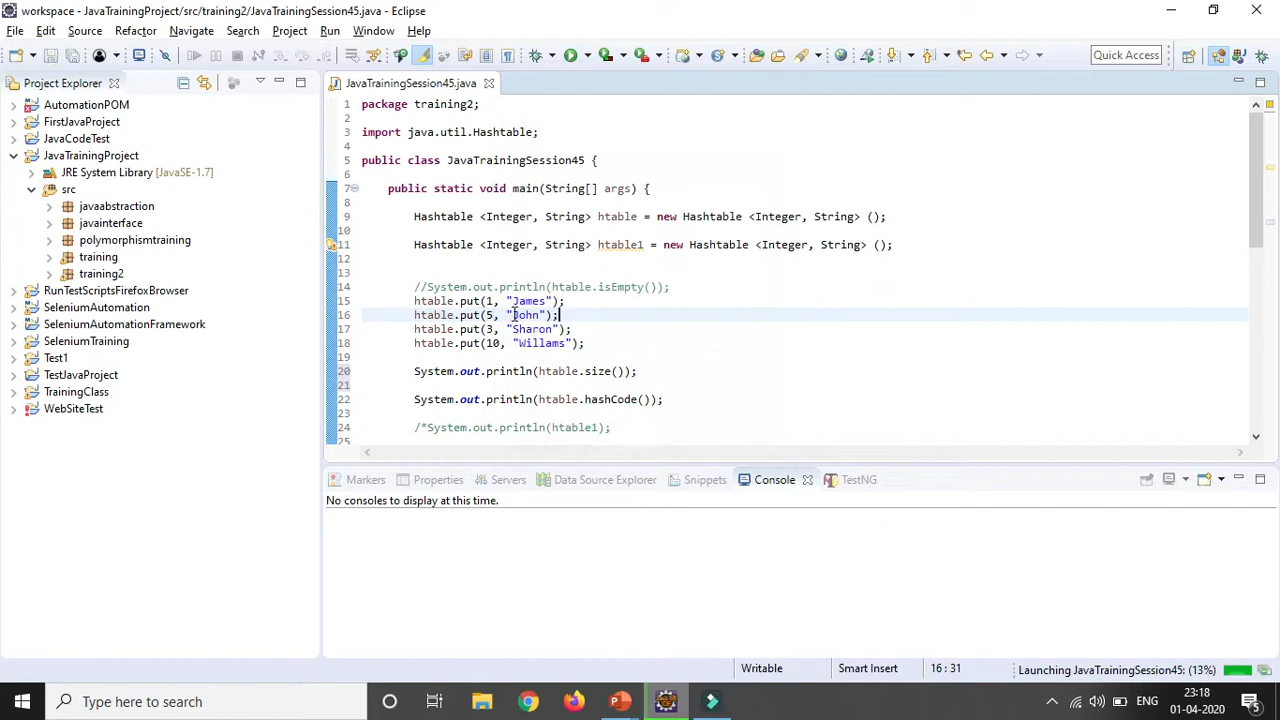 workspace - JavaTrainingProject/src/training2/JavaTrainingSession45.java - Eclipse
File Edit Source Refactor Navigate Search Project Run Window Help
Quick Access
Project Explorer
AutomationPOM
FirstJavaProject
JavaCodeTest
JavaTrainingProject
JRE System Library [JavaSE-1.7]
src
javaabstraction
javainterface
polymorphismtraining
training
training2
RunTestScriptsFirefoxBrowser
SeleniumAutomation
SeleniumAutomationFramework
SeleniumTraining
Test1
TestJavaProject
TrainingClass
WebSiteTest
JavaTrainingSession45.java
1 package training2;
2
3 import java.util.Hashtable;
4
5 public class JavaTrainingSession45 {
6
7 public static void main(String[] args) {
8
9 Hashtable <Integer, String> htable = new Hashtable <Integer, String> ();
10
11 Hashtable <Integer, String> htable1 = new Hashtable <Integer, String> ();
12
13
14 //System.out.println(htable.isEmpty());
15 htable.put(1, "James");
16 htable.put(5, "John");
17 htable.put(3, "Sharon");
18 htable.put(10, "Willams");
19
20 System.out.println(htable.size());
21
22 System.out.println(htable.hashCode());
23
24 /*System.out.println(htable1);
25
Markers Properties Servers Data Source Explorer Snippets Console TestNG
No consoles to display at this time.
Writable Smart Insert 16 : 31 Launching JavaTrainingSession45: (13%)
Type here to search
ENG
23:18
01-04-2020
5